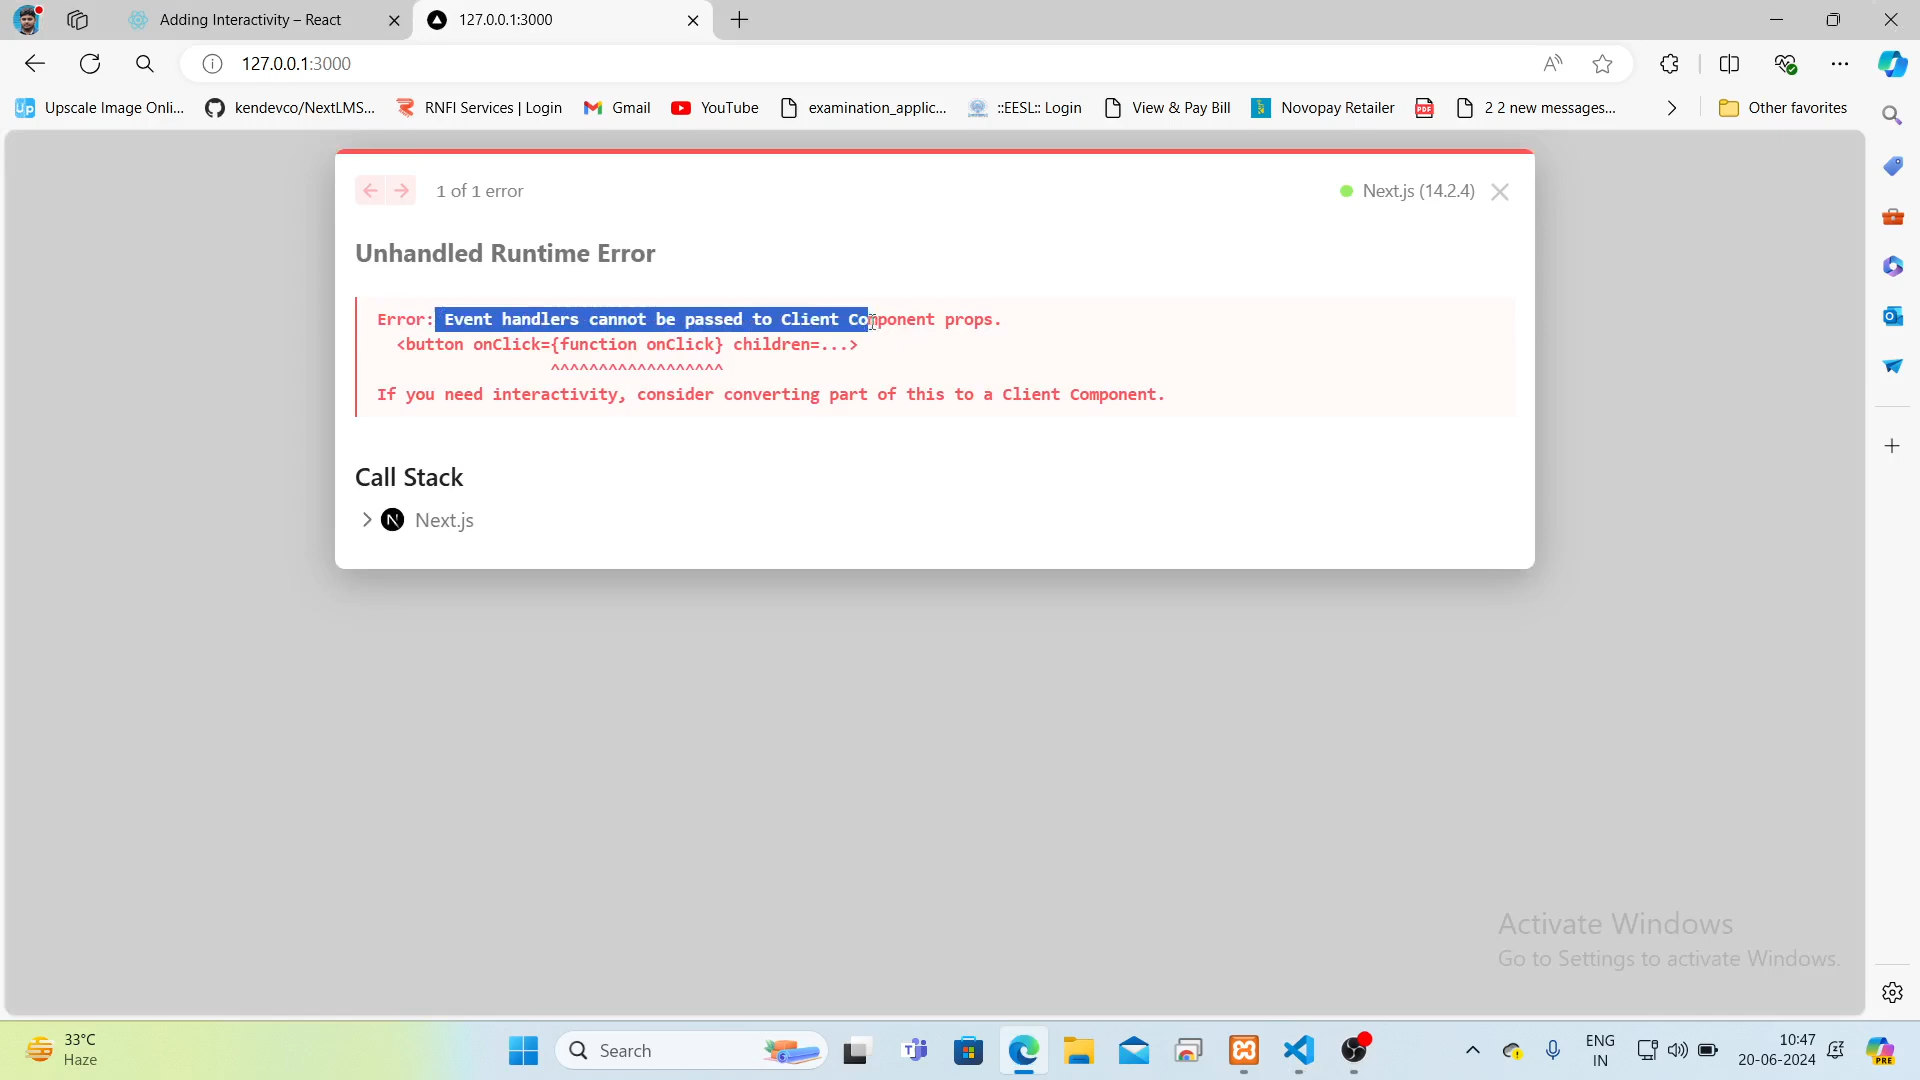 Adding Interactivity – React
127.0.0.1:3000
127.0.0.1:3000
Upscale Image Onli...
kendevco/NextLMS...
RNFI Services | Login
Gmail
YouTube
examination_applic...
::EESL:: Login
View & Pay Bill
Novopay Retailer
PDF
2 2 new messages...
Other favorites
1 of 1 error
Next.js (14.2.4)
Unhandled Runtime Error
Error: Event handlers cannot be passed to Client Component props.
<button onClick={function onClick} children=...>
^^^^^^^^^^^^^^^^^^
If you need interactivity, consider converting part of this to a Client Component.
Call Stack
N Next.js
Activate Windows
Go to Settings to activate Windows.
33°C
Haze
Search
ENG
IN
10:47
20-06-2024
PRE